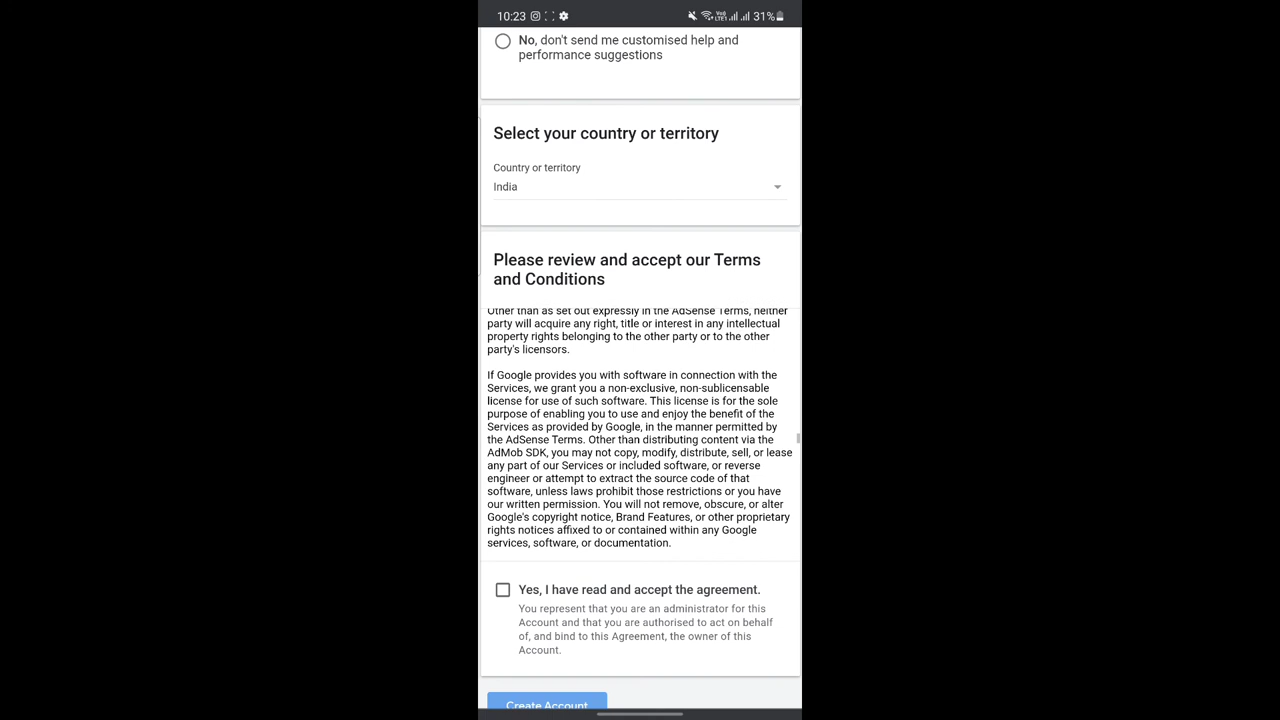 10:23
VoD LTE1 31%
No, don't send me customised help and
performance suggestions
Select your country or territory
Country or territory
India
Please review and accept our Terms
and Conditions
Other than as set out expressly in the AdSense Terms, neither
party will acquire any right, title or interest in any intellectual
property rights belonging to the other party or to the other
party's licensors.
If Google provides you with software in connection with the
Services, we grant you a non-exclusive, non-sublicensable
license for use of such software. This license is for the sole
purpose of enabling you to use and enjoy the benefit of the
Services as provided by Google, in the manner permitted by
the AdSense Terms. Other than distributing content via the
AdMob SDK, you may not copy, modify, distribute, sell, or lease
any part of our Services or included software, or reverse
engineer or attempt to extract the source code of that
software, unless laws prohibit those restrictions or you have
our written permission. You will not remove, obscure, or alter
Google's copyright notice, Brand Features, or other proprietary
rights notices affixed to or contained within any Google
services, software, or documentation.
Yes, I have read and accept the agreement.
You represent that you are an administrator for this
Account and that you are authorised to act on behalf
of, and bind to this Agreement, the owner of this
Account.
Create Account